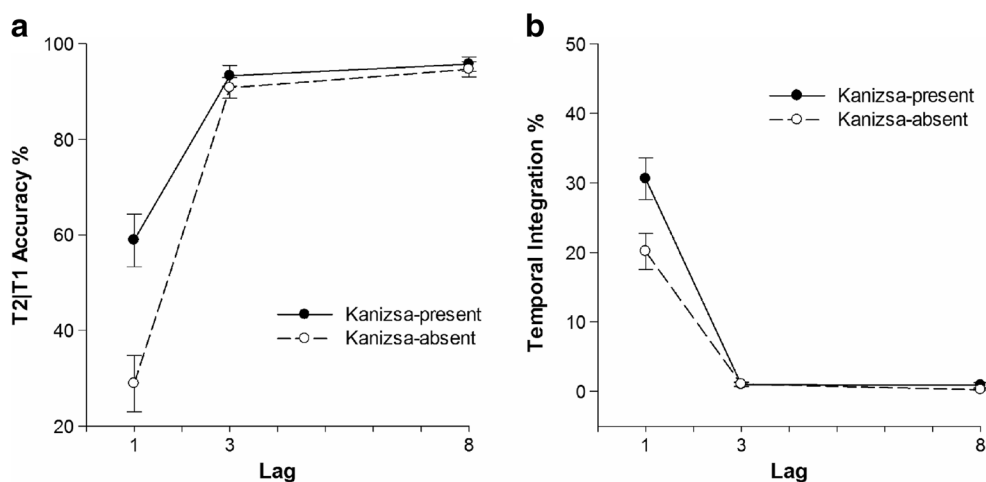 a
T2|T1 Accuracy %
100
80
60
40
20
1
3
8
Lag
Kanizsa-present
Kanizsa-absent
b
Temporal Integration %
50
40
30
20
10
0
1
3
8
Lag
Kanizsa-present
Kanizsa-absent